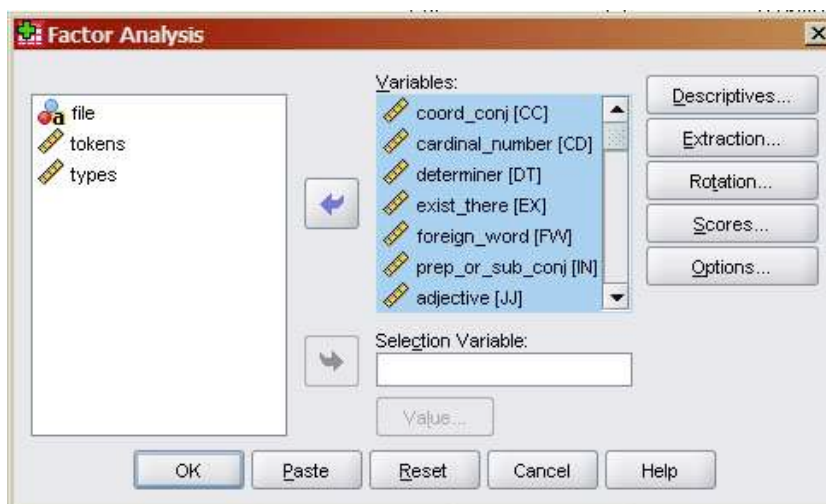 Factor Analysis
file
tokens
types
Variables:
coord_conj [CC]
cardinal_number [CD]
determiner [DT]
exist_there [EX]
foreign_word [FW]
prep_or_sub_conj [IN]
adjective [JJ]
Selection Variable:
Value...
Descriptives...
Extraction...
Rotation...
Scores...
Options...
OK
Paste
Reset
Cancel
Help